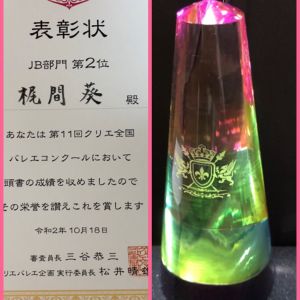 表彰状
JB部門 第2位
梶間 葵 殿
あなたは 第11回クリエ全国
バレエコンクールにおいて
頭書の成績を収めましたので
その栄誉を讃えこれを賞します
令和2年10月18日
審査員長 三谷恭三
リエバレエ企画 実行委員長 松井晴